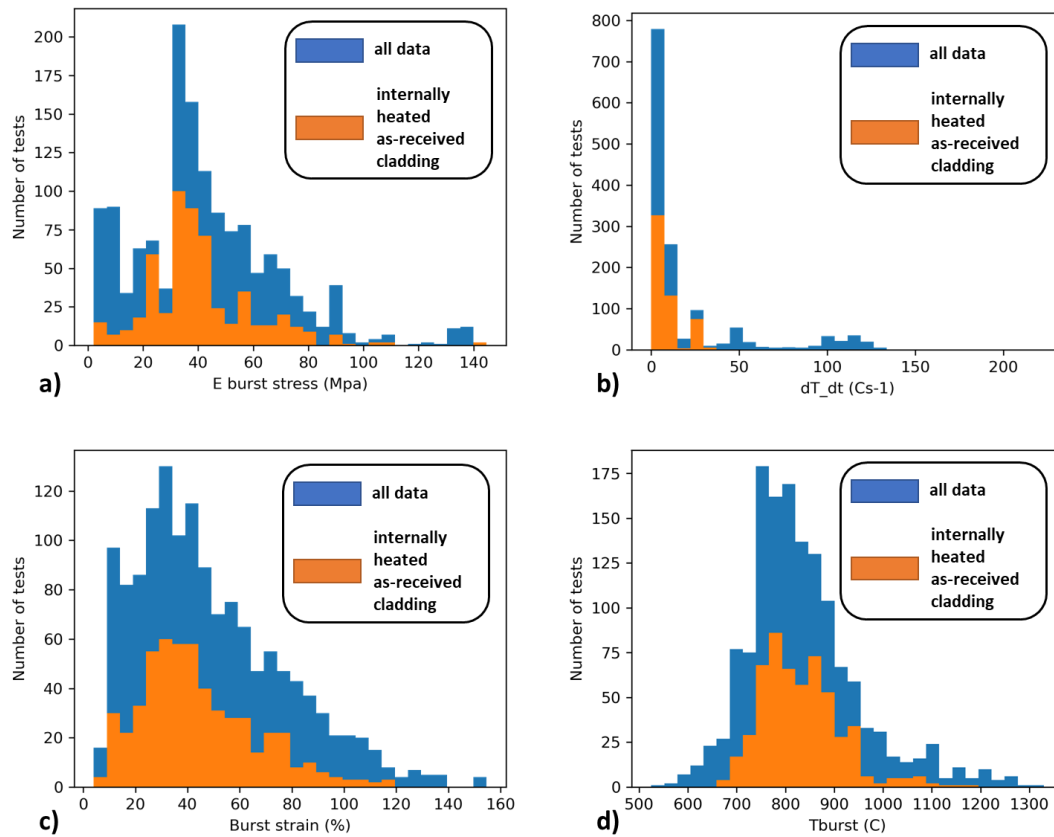 200
175
150
125
100
75
50
25
0
Number of tests
all data
internally
heated
as-received
cladding
0 20 40 60 80 100 120 140
E burst stress (Mpa)
a)
800
700
600
500
400
300
200
100
0
Number of tests
all data
internally
heated
as-received
cladding
0 50 100 150 200
dT_dt (Cs-1)
b)
120
100
80
60
40
20
0
Number of tests
all data
internally
heated
as-received
cladding
0 20 40 60 80 100 120 140 160
Burst strain (%)
c)
175
150
125
100
75
50
25
0
Number of tests
all data
internally
heated
as-received
cladding
500 600 700 800 900 1000 1100 1200 1300
Tburst (C)
d)